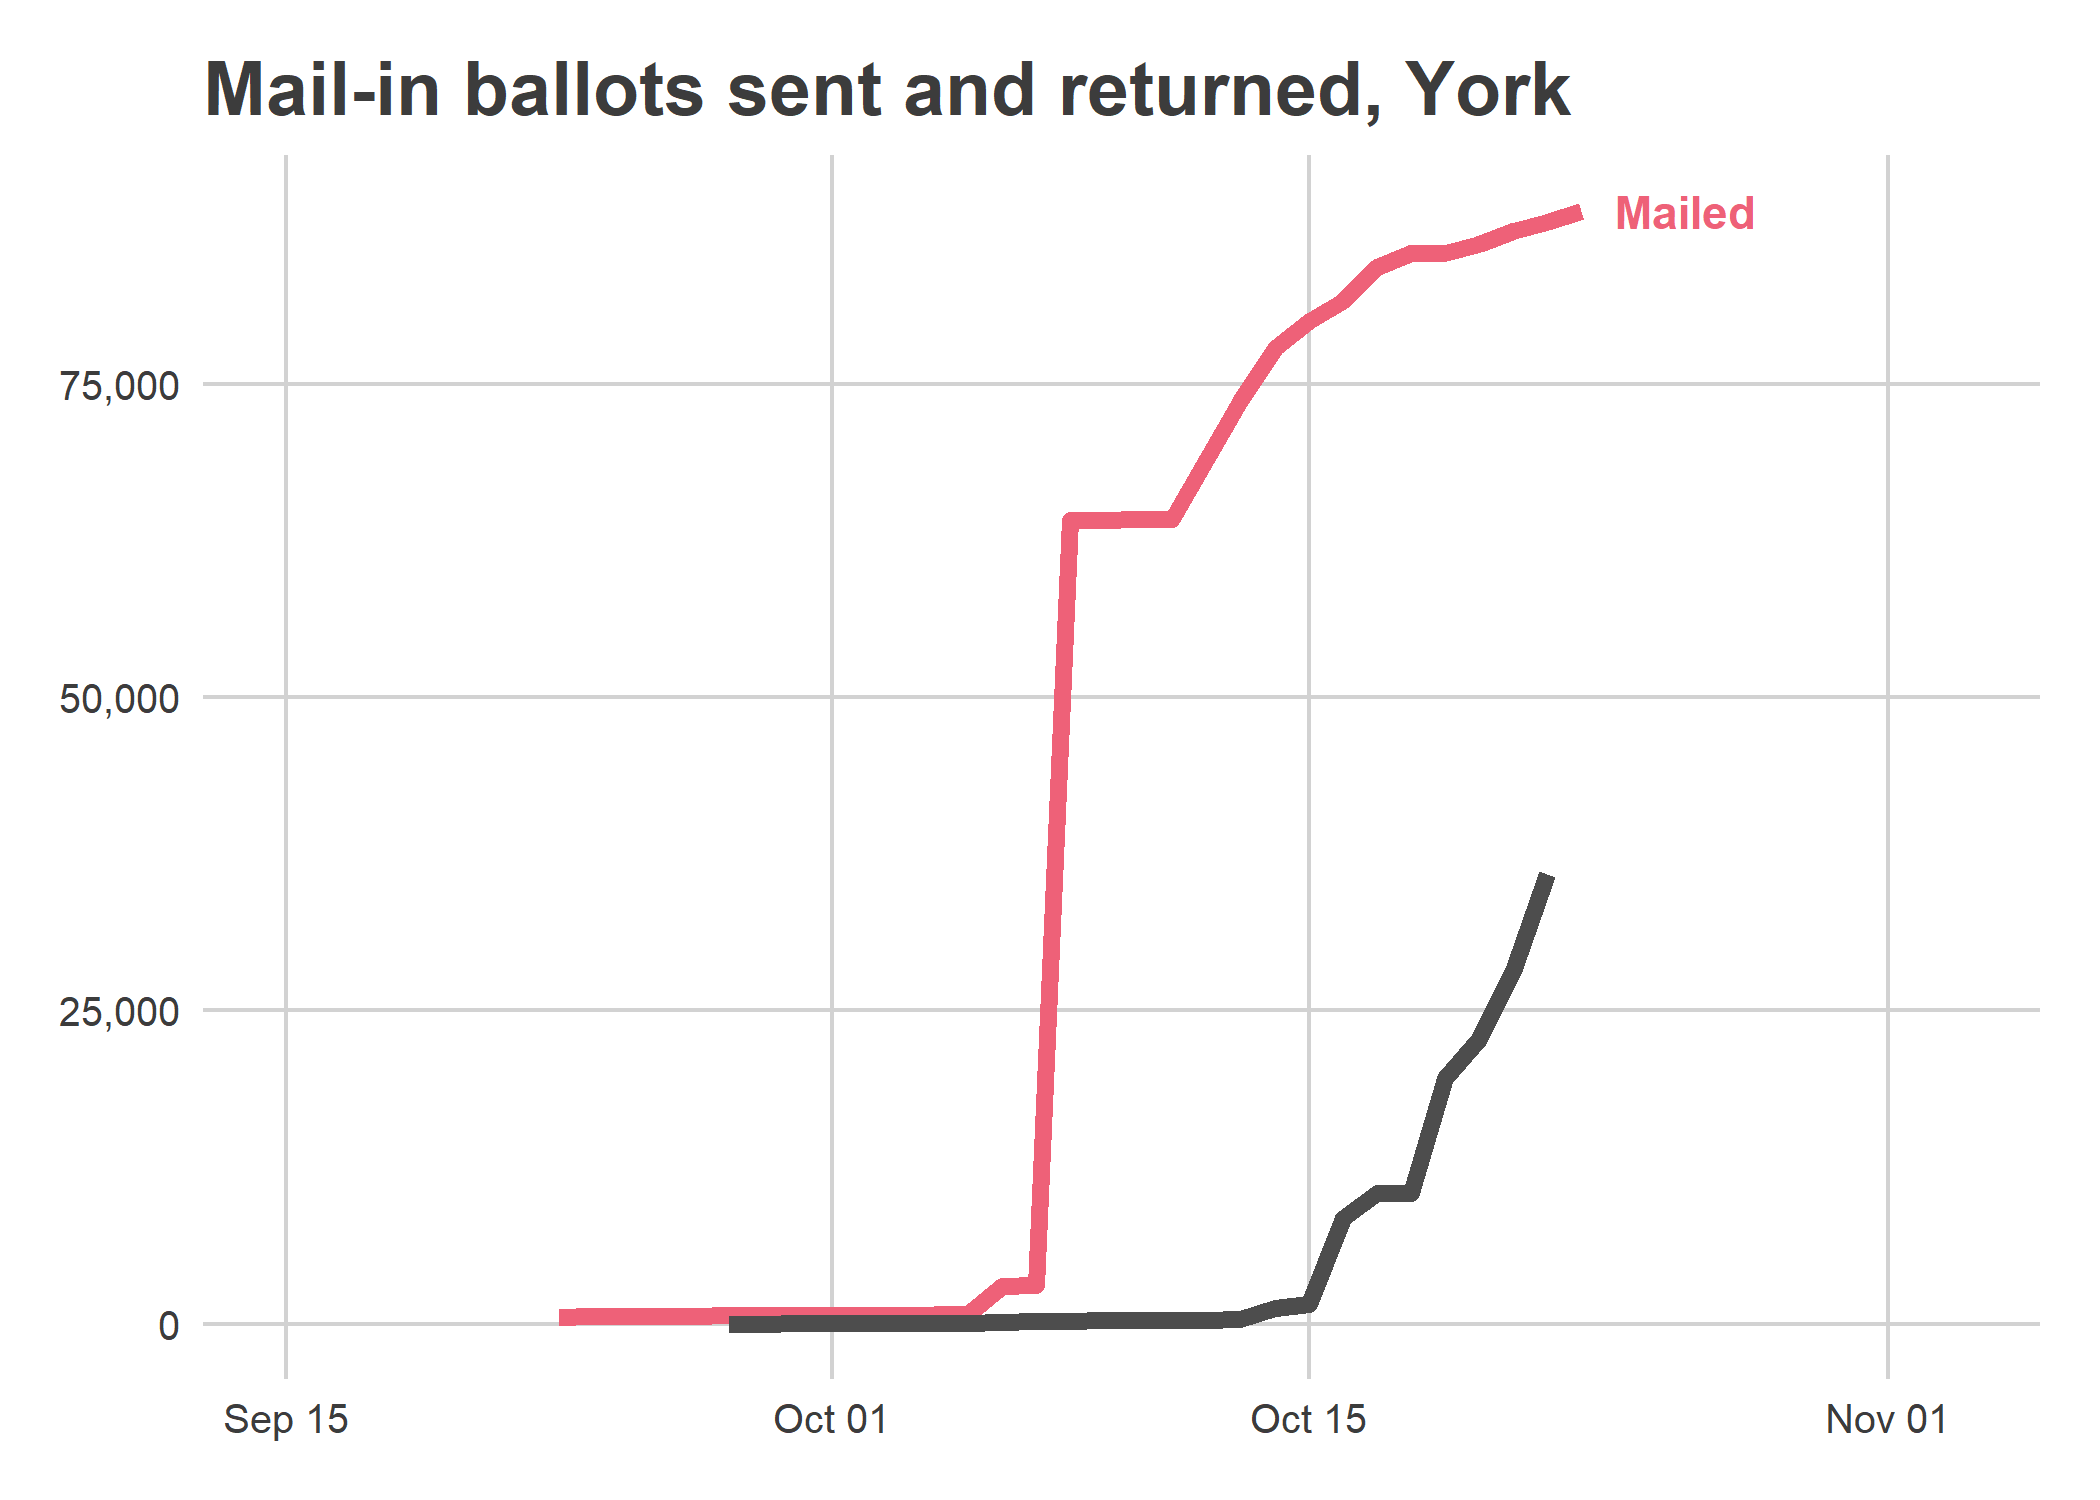 Mail-in ballots sent and returned, York
Mailed
75,000
50,000
25,000
0
Sep 15
Oct 01
Oct 15
Nov 01